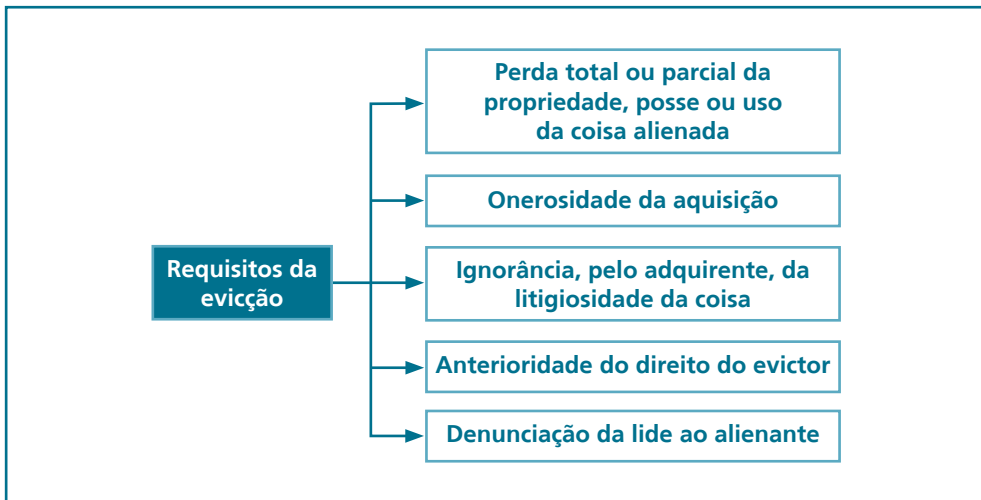 Requisitos da
evicção
Perda total ou parcial da
propriedade, posse ou uso
da coisa alienada
Onerosidade da aquisição
Ignorância, pelo adquirente, da
litigiosidade da coisa
Anterioridade do direito do evictor
Denunciação da lide ao alienante